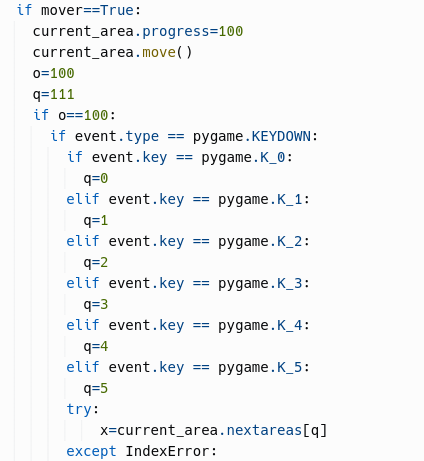 if mover==True:
current_area.progress=100
current_area.move()
o=100
q=111
if o==100:
if event.type == pygame.KEYDOWN:
if event.key == pygame.K_0:
q=0
elif event.key == pygame.K_1:
q=1
elif event.key == pygame.K_2:
q=2
elif event.key == pygame.K_3:
q=3
elif event.key == pygame.K_4:
q=4
elif event.key == pygame.K_5:
q=5
try:
x=current_area.nextareas[q]
except IndexError: